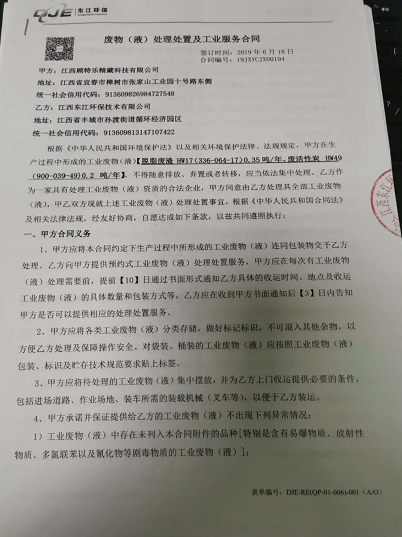 DJE 东江环保
废物（液）处理处置及工业服务合同
签订时间：2019 年 6 月 18 日
合同编号：19JXYCJX00194
甲方：江西顾特乐精藏科技有限公司
地址：江西省宜春市樟树市张家山工业园十号路东侧
统一社会信用代码：913609826984727548
乙方：江西东江环保技术有限公司
地址：江西省丰城市孙渡街道循环经济园区
统一社会信用代码：913609813147107422
根据《中华人民共和国环境保护法》以及相关环境保护法律、法规规定，甲方在生
产过程中形成的工业废物（液）【脱脂废液 HW17(336-064-17)0.35 吨/年、废活性炭 HW49
(900-039-49)0.2 吨/年】，不得随意排放、弃置或者转移，应当依法集中处理。乙方作
为一家具有处理工业废物（液）资质的合法企业，甲方同意由乙方处理其全部工业废物
（液），甲乙双方现就上述工业废物（液）处理处置事宜，根据《中华人民共和国合同法》
及相关法律法规，经友好协商，自愿达成如下条款，以兹共同遵照执行：
一、甲方合同义务
1、甲方应将本合同约定下生产过程中所形成的工业废物（液）连同包装物交予乙方
处理。乙方向甲方提供预约式工业废物（液）处理处置服务，甲方应在每次有工业废物
（液）处理需要前，提前【10】日通过书面形式通知乙方具体的收运时间、地点及收运
工业废物（液）的具体数量和包装方式等，乙方应在收到甲方书面通知后【3】日内告知
甲方是否可以提供相应的处理处置服务。
2、甲方应将各类工业废物（液）分类存储，做好标记标识，不可混入其他杂物，以
方便乙方处理及保障操作安全。对袋装、桶装的工业废物（液）应按照工业废物（液）
包装、标识及贮存技术规范要求贴上标签。
3、甲方应将待处理的工业废物（液）集中摆放，并为乙方上门收运提供必要的条件，
包括进场道路、作业场地、装车所需的装载机械（叉车等），以便于乙方装运。
4、甲方承诺并保证提供给乙方的工业废物（液）不出现下列异常情况：
1）工业废物（液）中存在未列入本合同附件的品种[特别是含有易爆物质、放射性
物质、多氯联苯以及氰化物等剧毒物质的工业废物（液）]；
表单编号：DJE-RE(QP-01-006)-001 (A/0)